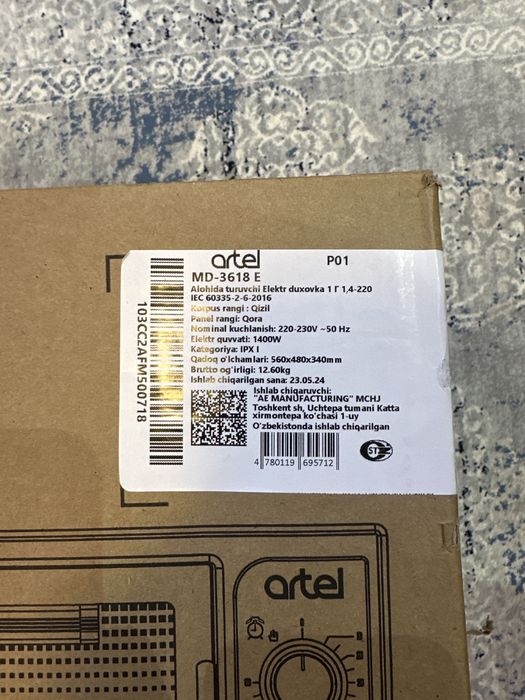 artel
P01
MD-3618 E
Alohida turuvchi Elektr duxovka 1 Г 1,4-220
IEC 60335-2-6-2016
Korpus rangi : Qizil
Panel rangi: Qora
Nominal kuchlanish: 220-230V ~50 Hz
Elektr quvvati: 1400W
Kategoriya: IPX I
Qadoq o'lchamlari: 560x480x340mm
Brutto og'irligi: 12.60kg
Ishlab chiqarilgan sana: 23.05.24
Ishlab chiqaruvchi:
"AE MANUFACTURING" MCHJ
Toshkent sh, Uchtepa tumani Katta
xirmontepa ko'chasi 1-uy
O'zbekistonda ishlab chiqarilgan
4 780119 695712
103CC2AFM500718
artel